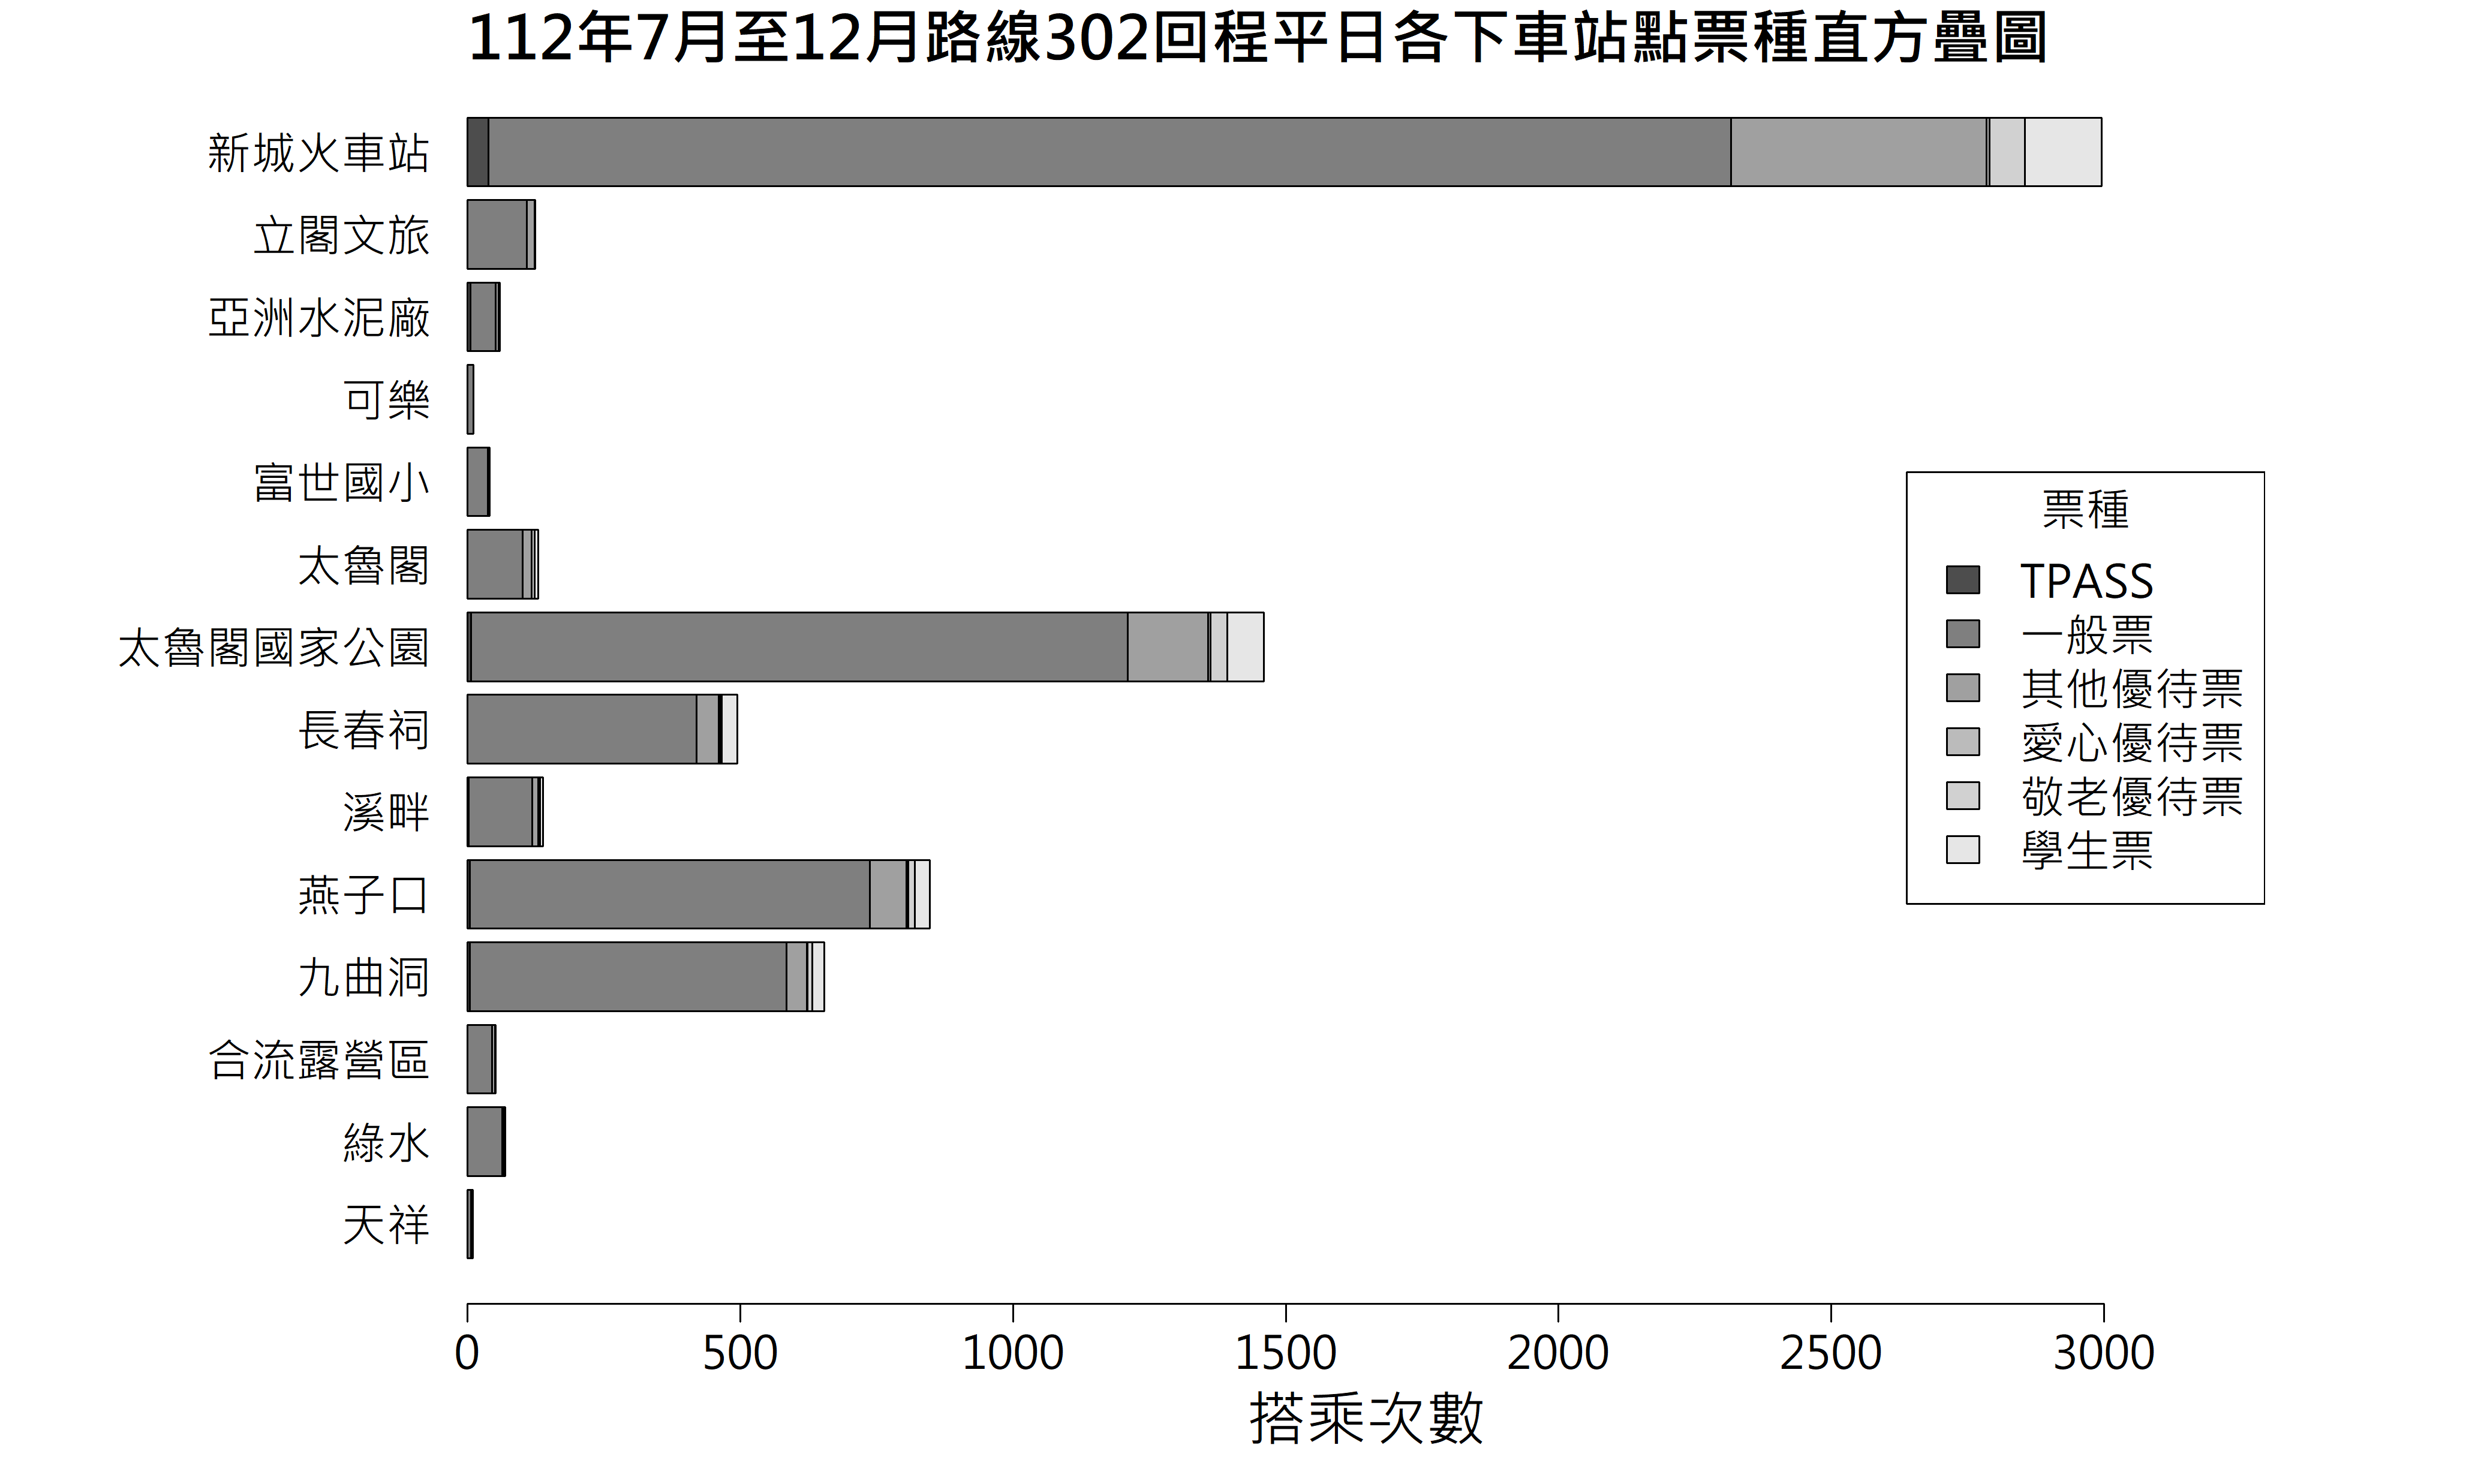 112年7月至12月路線302回程平日各下車站點票種直方疊圖
新城火車站
立閣文旅
亞洲水泥廠
可樂
富世國小
太魯閣
太魯閣國家公園
長春祠
溪畔
燕子口
九曲洞
合流露營區
綠水
天祥
票種
TPASS
一般票
其他優待票
愛心優待票
敬老優待票
學生票
0 500 1000 1500 2000 2500 3000
搭乘次數